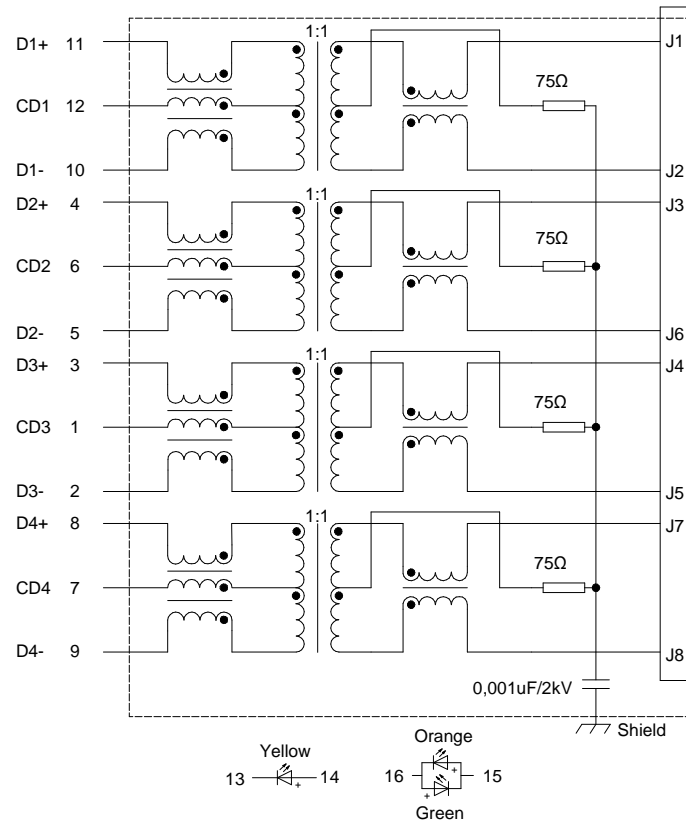 D1+ 11 1:1 J1
75Ω
CD1 12
D1- 10 J2
D2+ 4 1:1 J3
75Ω
CD2 6
D2- 5 J6
D3+ 3 1:1 J4
75Ω
CD3 1
D3- 2 J5
D4+ 8 1:1 J7
75Ω
CD4 7
D4- 9 J8
0,001uF/2kV
Shield
Yellow
13 + 14
Orange
16 + 15
+
Green